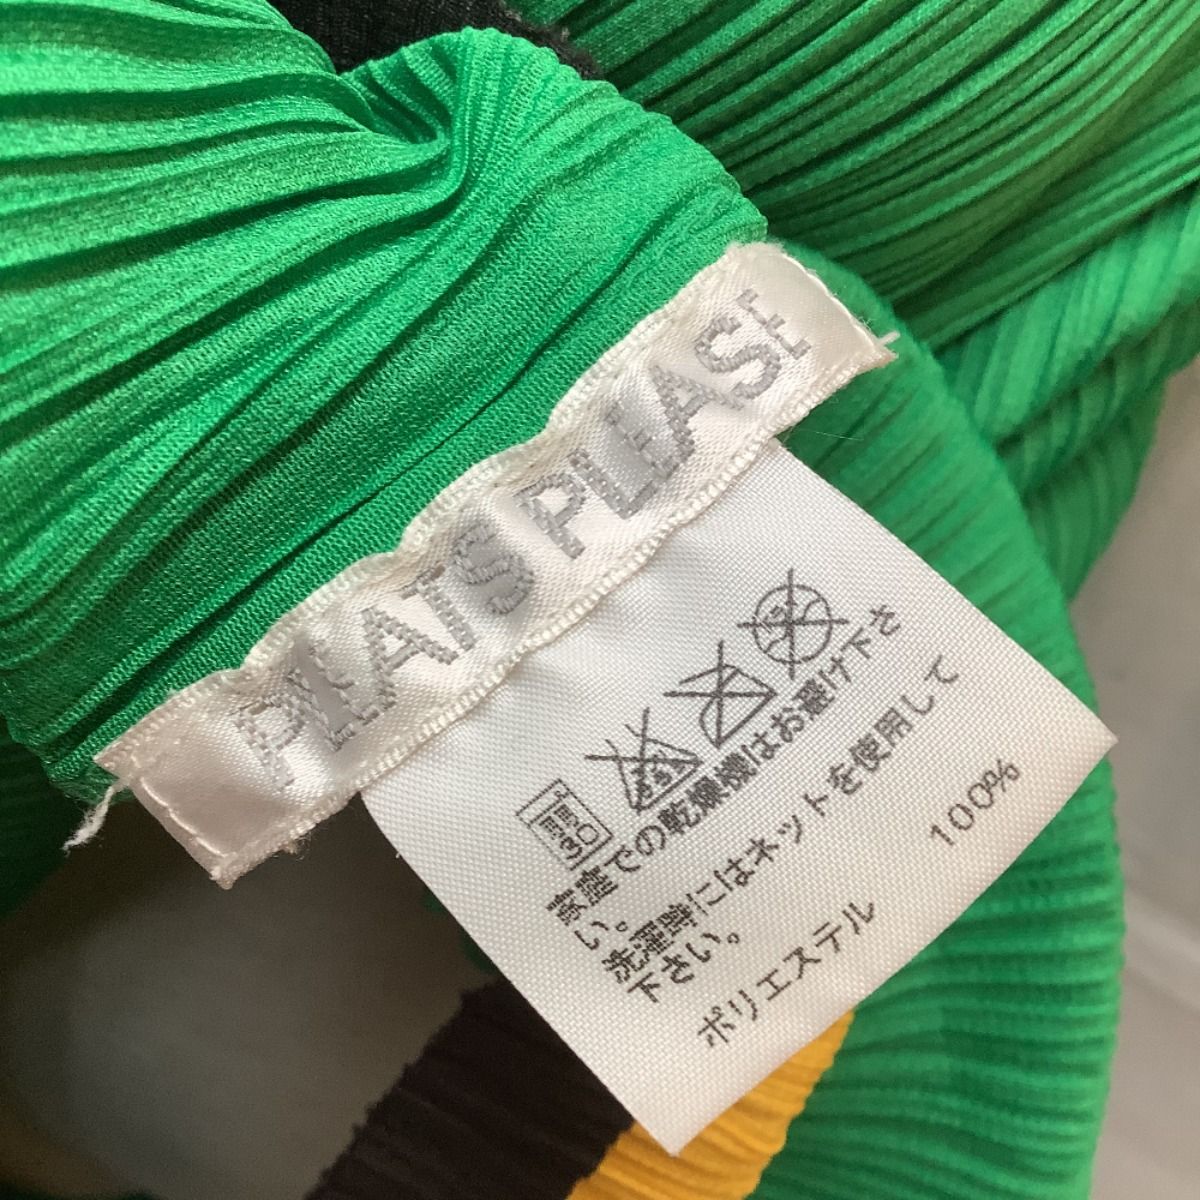 PLEATS PLEASE
家庭での乾燥機はお避け下さ
い。
洗濯時にはネットを使用して
下さい。
ポリエステル 100%